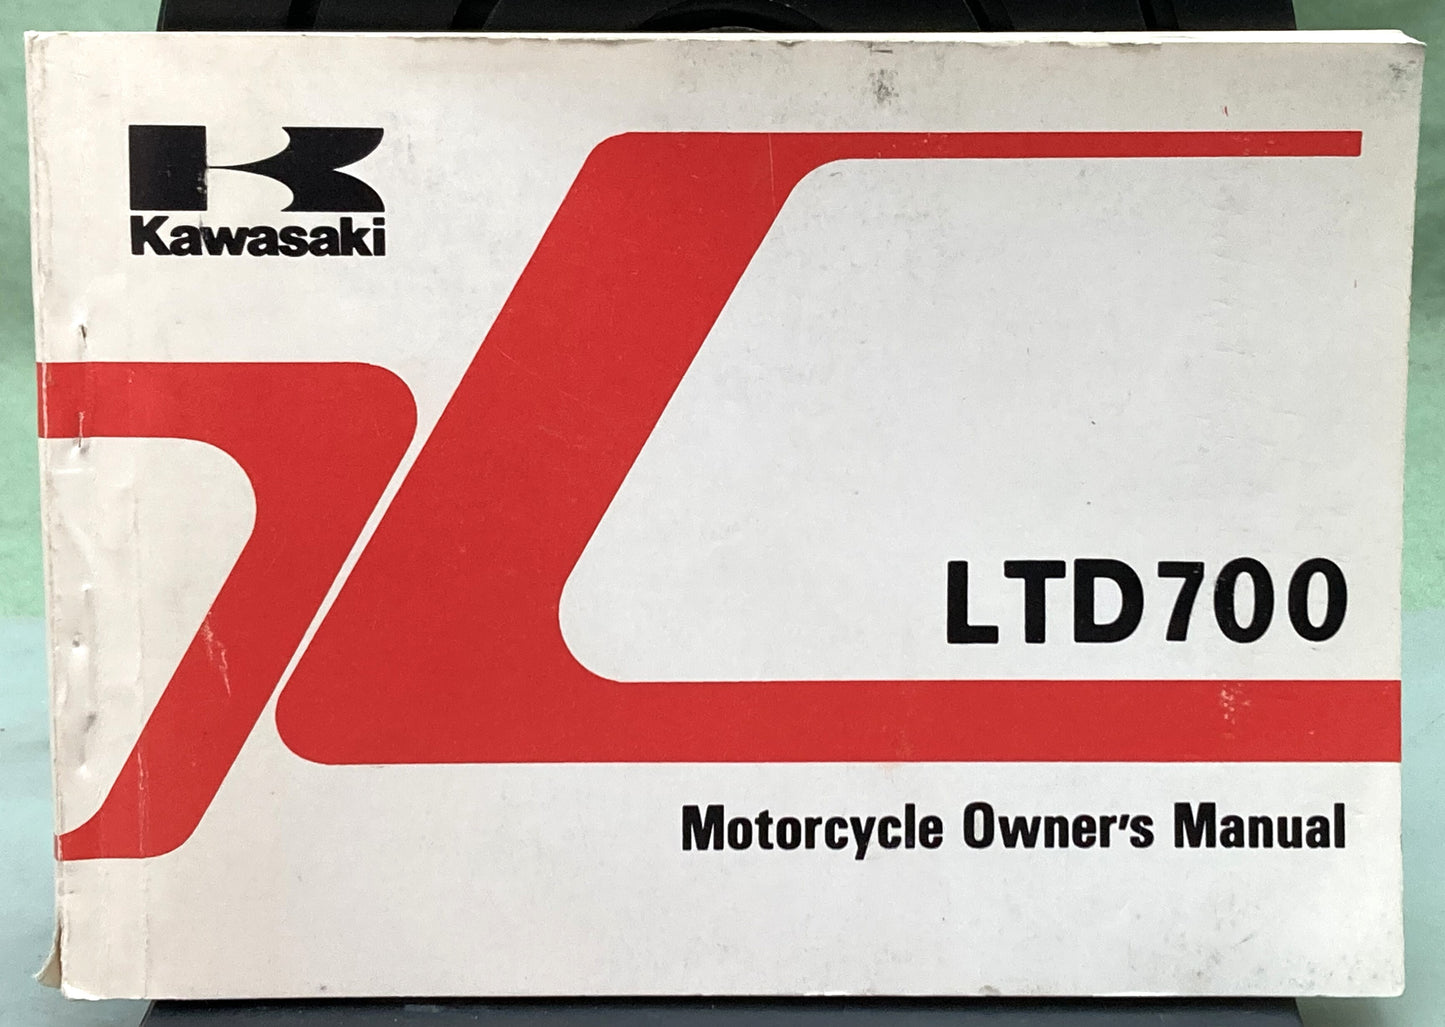 Kawasaki
LTD700
Motorcycle Owner's Manual